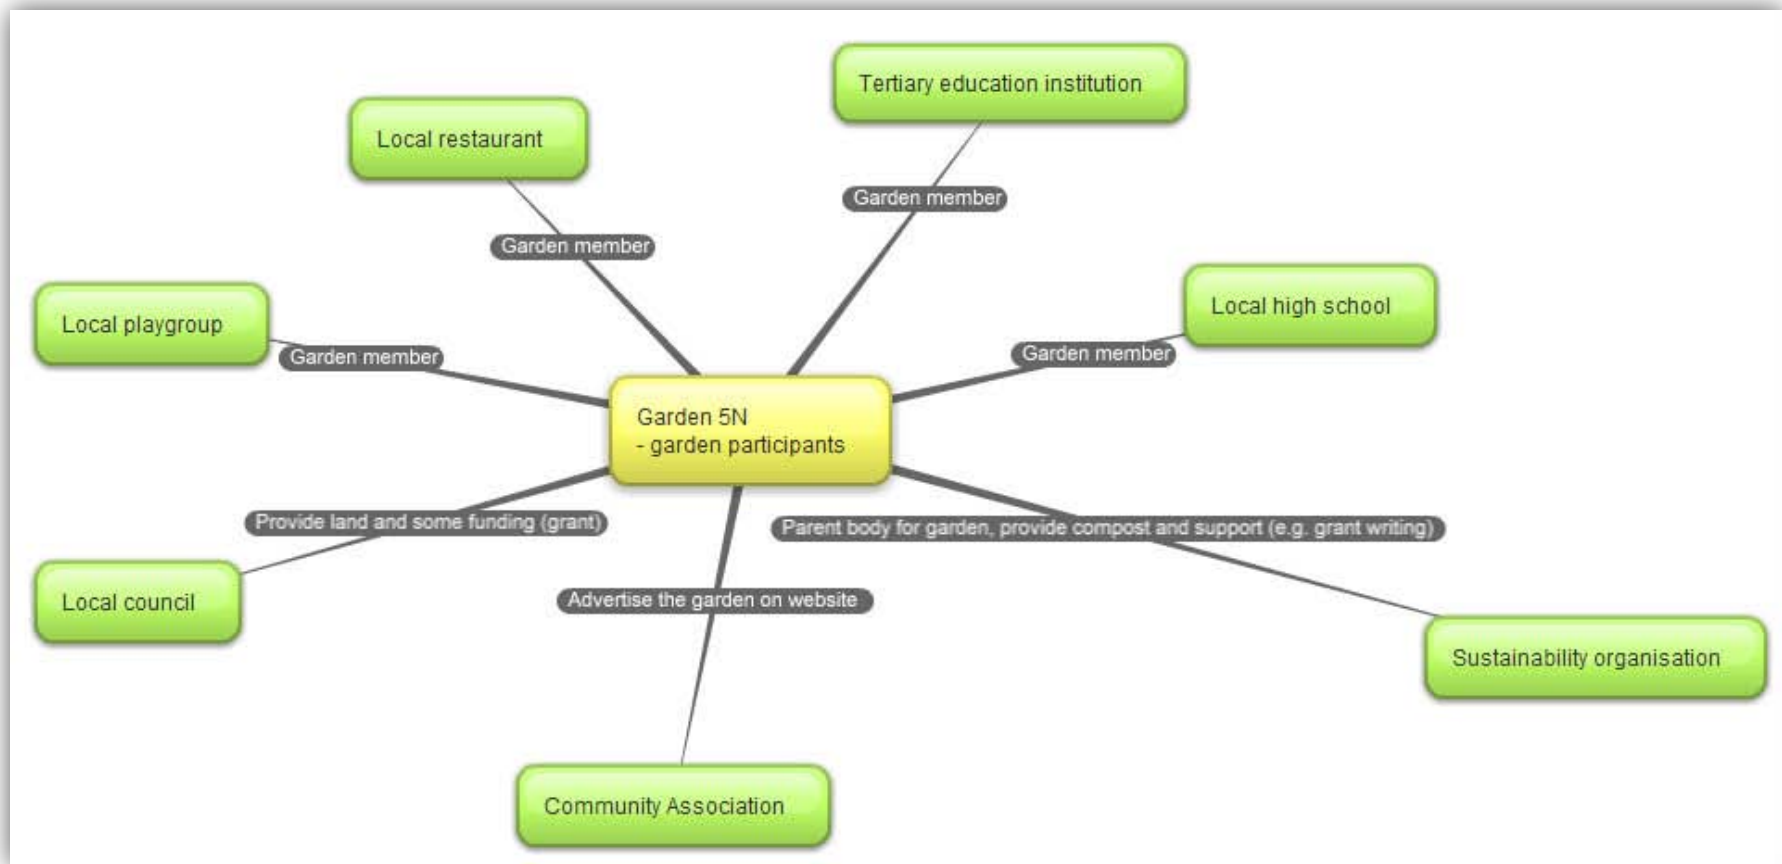 Tertiary education institution
Local restaurant
Garden member
Garden member
Local high school
Local playgroup
Garden member
Garden member
Garden 5N
- garden participants
Provide land and some funding (grant)
Parent body for garden, provide compost and support (e.g. grant writing)
Local council
Advertise the garden on website
Sustainability organisation
Community Association